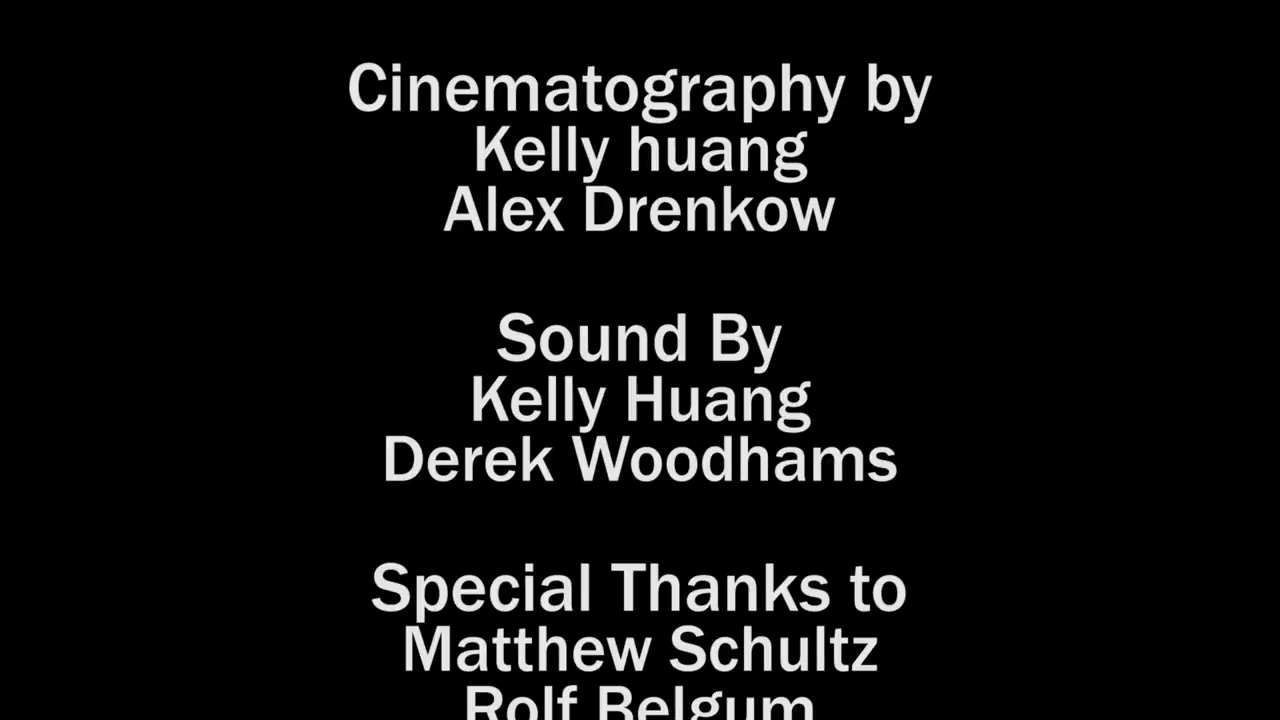 Cinematography by
Kelly huang
Alex Drenkow
Sound By
Kelly Huang
Derek Woodhams
Special Thanks to
Matthew Schultz
Rolf Belgum